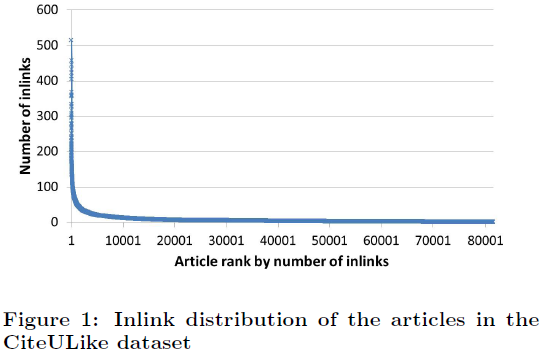 600
500
400
300
200
100
0
Number of inlinks
1 10001 20001 30001 40001 50001 60001 70001 80001
Article rank by number of inlinks
Figure 1: Inlink distribution of the articles in the
CiteULike dataset